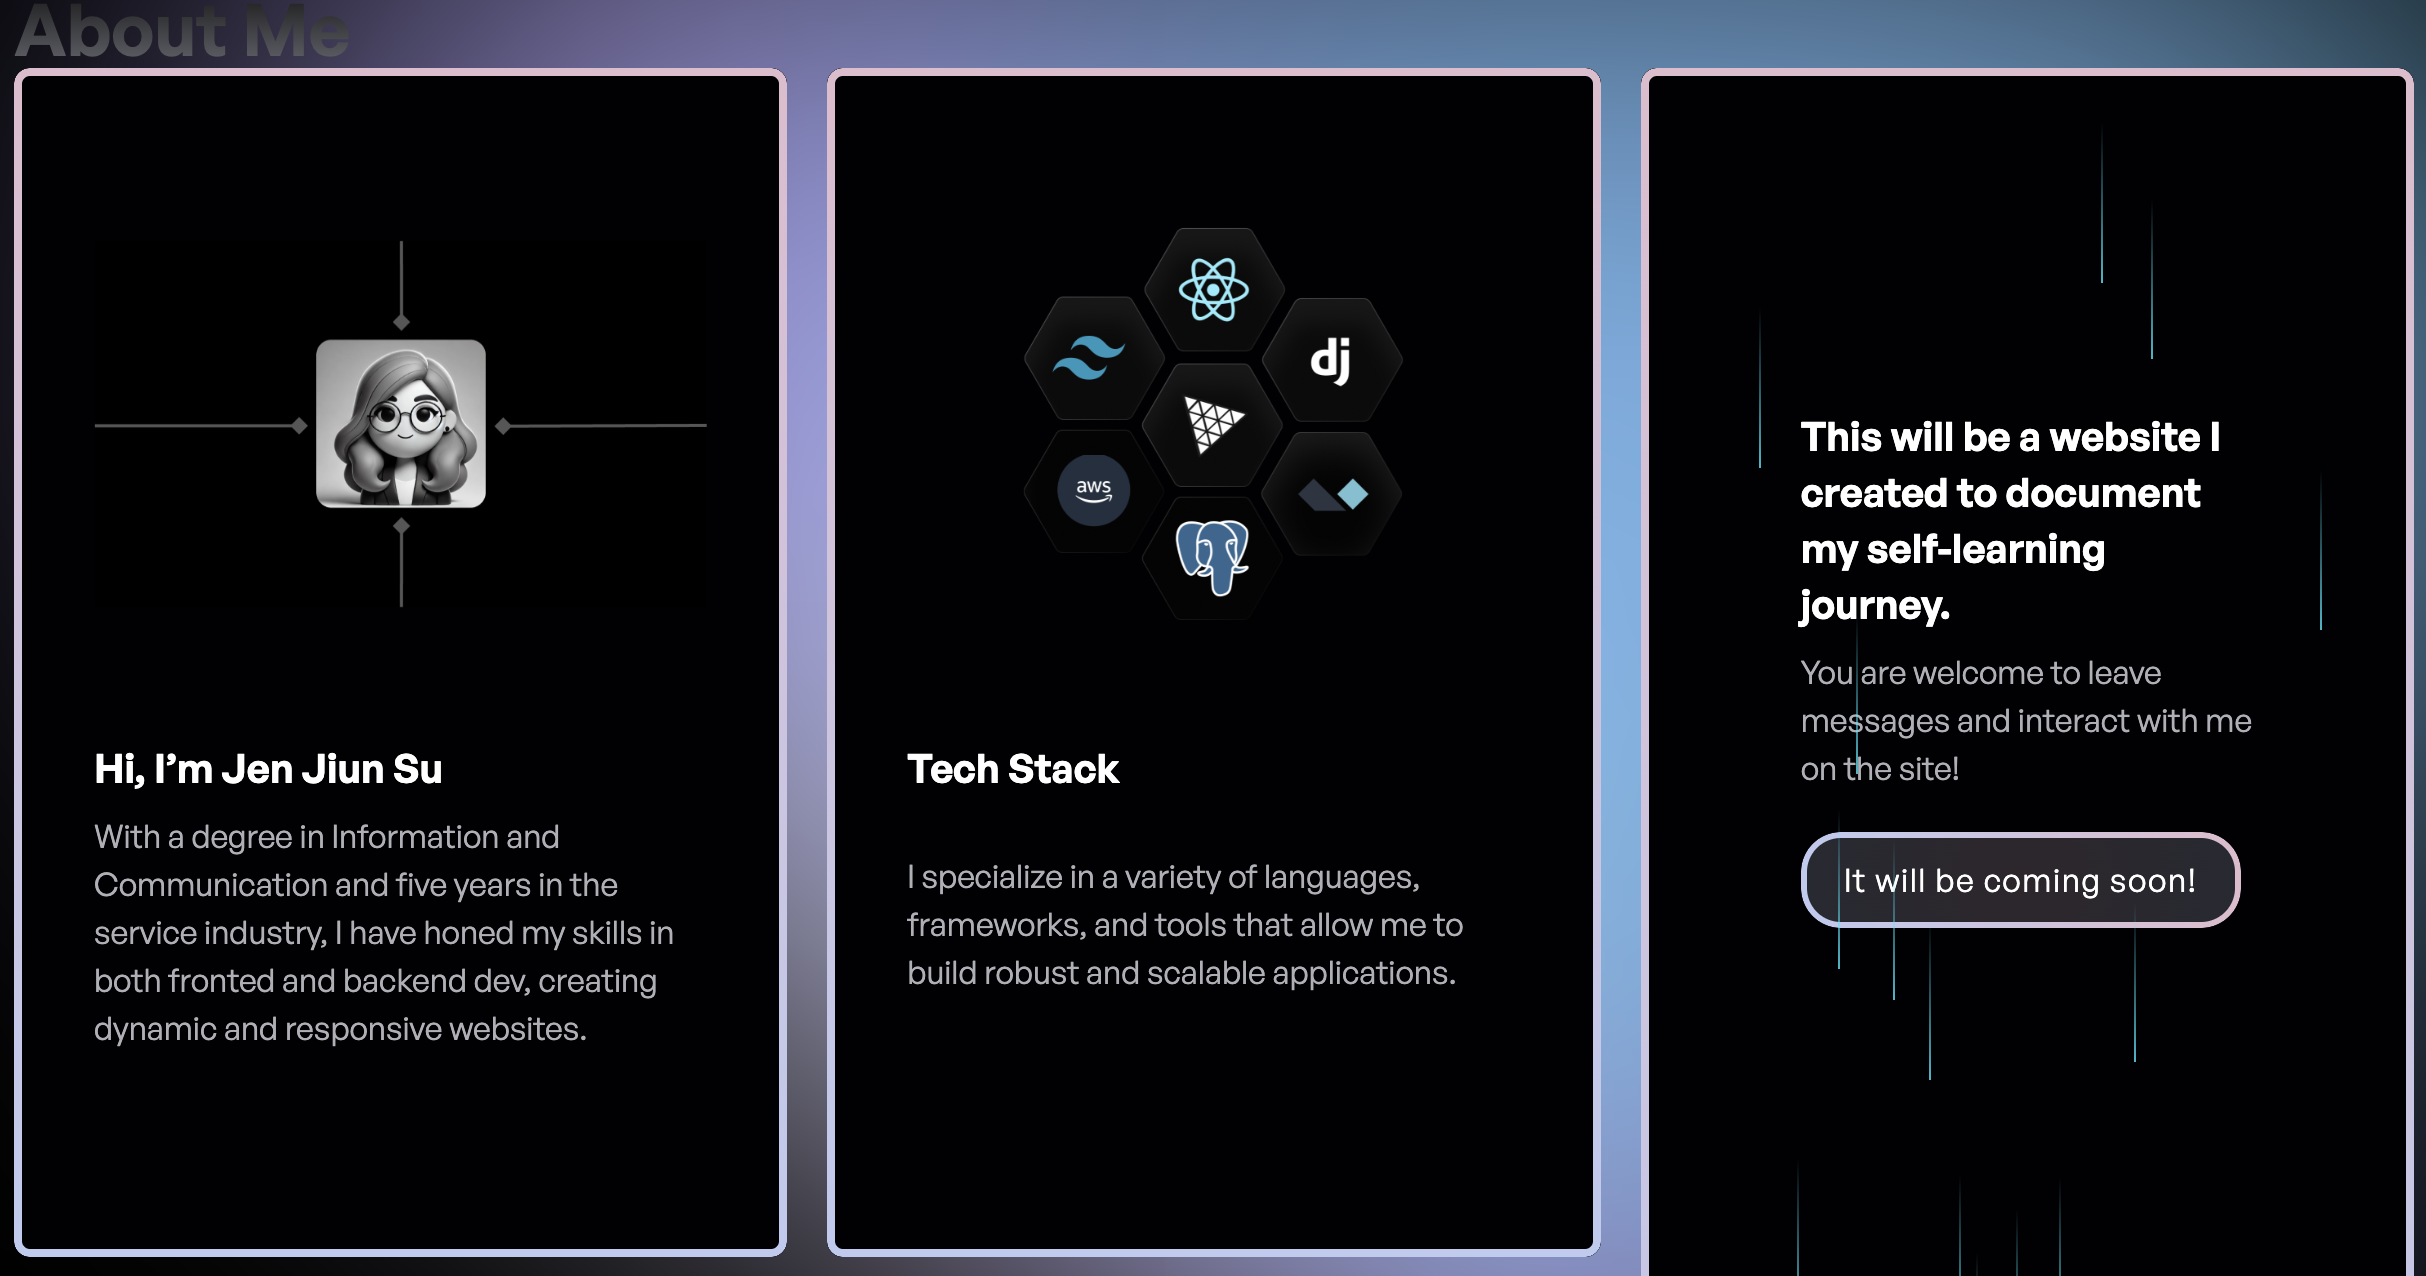 About Me
Hi, I’m Jen Jiun Su
With a degree in Information and
Communication and five years in the
service industry, I have honed my skills in
both fronted and backend dev, creating
dynamic and responsive websites.
dj
aws
Tech Stack
I specialize in a variety of languages,
frameworks, and tools that allow me to
build robust and scalable applications.
This will be a website I
created to document
my self-learning
journey.
You are welcome to leave
messages and interact with me
on the site!
It will be coming soon!